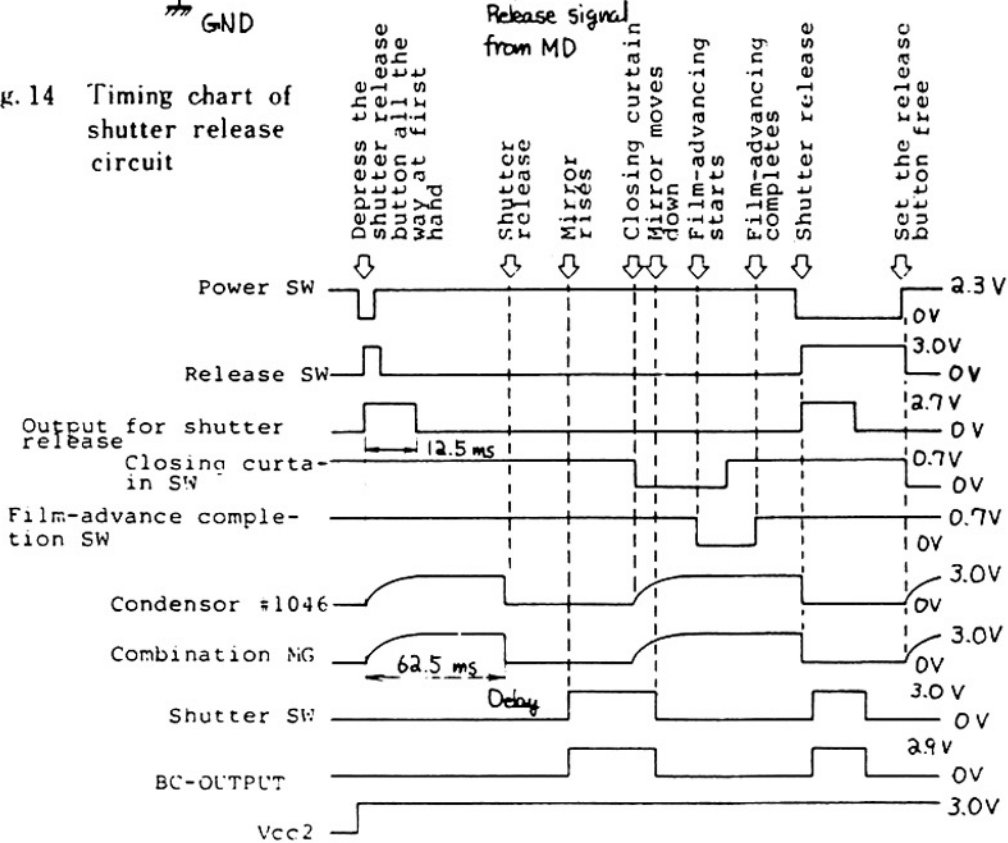 GND
Release signal
from MD
g. 14 Timing chart of
shutter release
circuit
Depress the
shutter release
button all the
way at first
hand
Shutter
release
Mirror
rises
Closing curtain
Mirror moves
down
Film-advancing
starts
Film-advancing
completes
Shutter release
Set the release
button free
Power SW
2.3 V
0V
Release SW
3.0V
0V
Output for shutter
release
2.7V
0V
12.5 ms
Closing curta-
in SW
0.7V
0V
Film-advance comple-
tion SW
0.7V
0V
Condensor #1046
3.0V
0V
Combination MG
3.0V
0V
62.5 ms
Delay
Shutter SW
3.0 V
0V
BC-OUTPUT
2.9 V
0V
Vcc2
3.0V